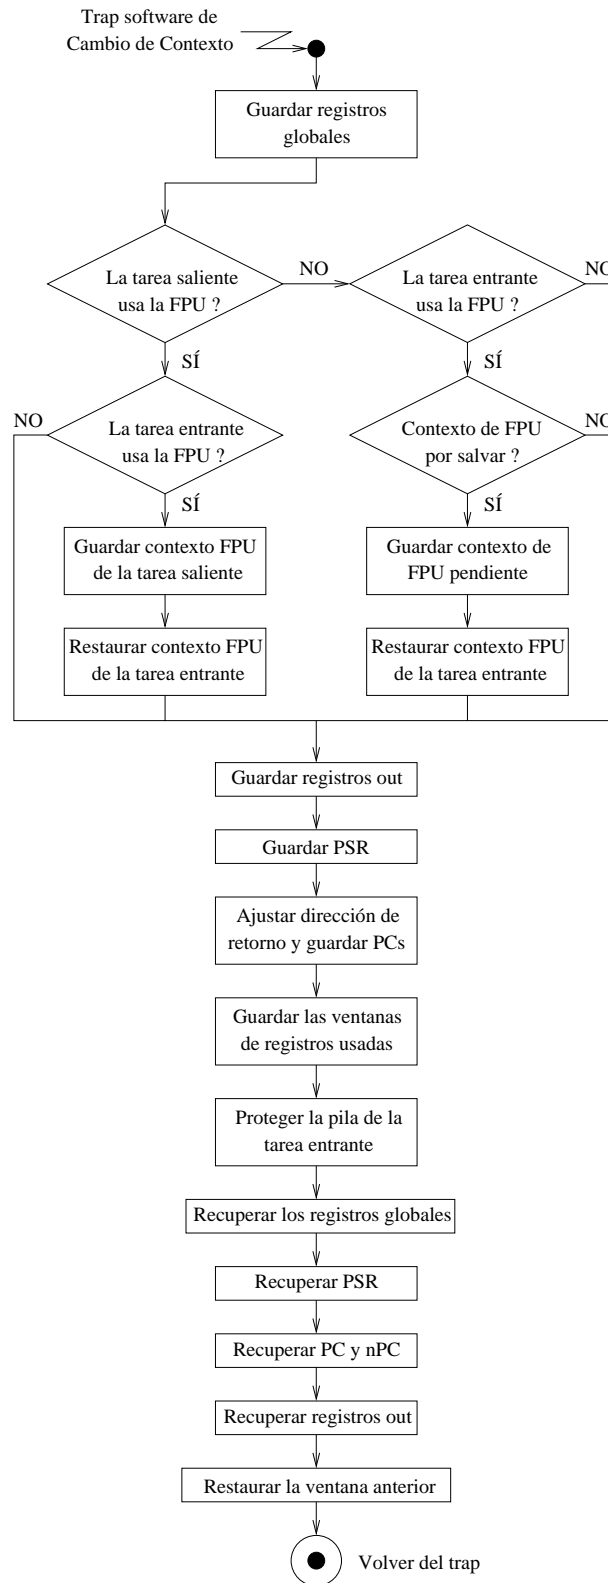 Trap software de
Cambio de Contexto
Guardar registros
globales
La tarea saliente
usa la FPU ?
NO
La tarea entrante
usa la FPU ?
NO
SÍ
SÍ
NO
La tarea entrante
usa la FPU ?
Contexto de FPU
por salvar ?
NO
SÍ
SÍ
Guardar contexto FPU
de la tarea saliente
Guardar contexto de
FPU pendiente
Restaurar contexto FPU
de la tarea entrante
Restaurar contexto FPU
de la tarea entrante
Guardar registros out
Guardar PSR
Ajustar dirección de
retorno y guardar PCs
Guardar las ventanas
de registros usadas
Proteger la pila de la
tarea entrante
Recuperar los registros globales
Recuperar PSR
Recuperar PC y nPC
Recuperar registros out
Restaurar la ventana anterior
Volver del trap